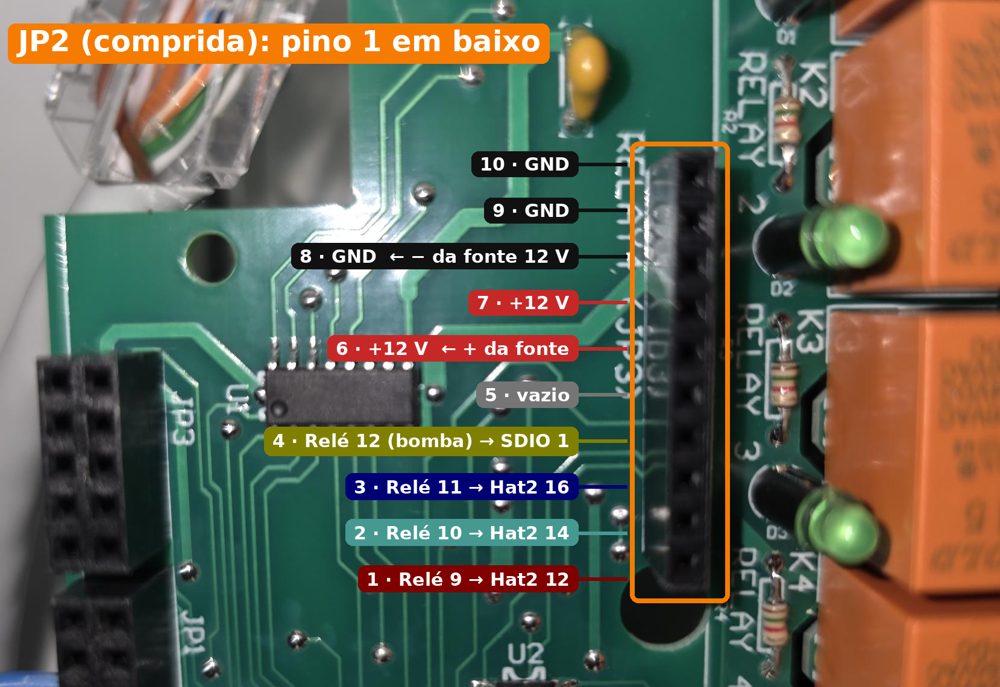 JP2 (comprida): pino 1 em baixo
10 · GND
9 · GND
8 · GND ← − da fonte 12 V
7 · +12 V
6 · +12 V ← + da fonte
5 · vazio
4 · Relé 12 (bomba) → SDIO 1
3 · Relé 11 → Hat2 16
2 · Relé 10 → Hat2 14
1 · Relé 9 → Hat2 12
K2
RELAY 2
D2
K3
RELAY 3
K4
RELAY 4
JP3
JP1
U2